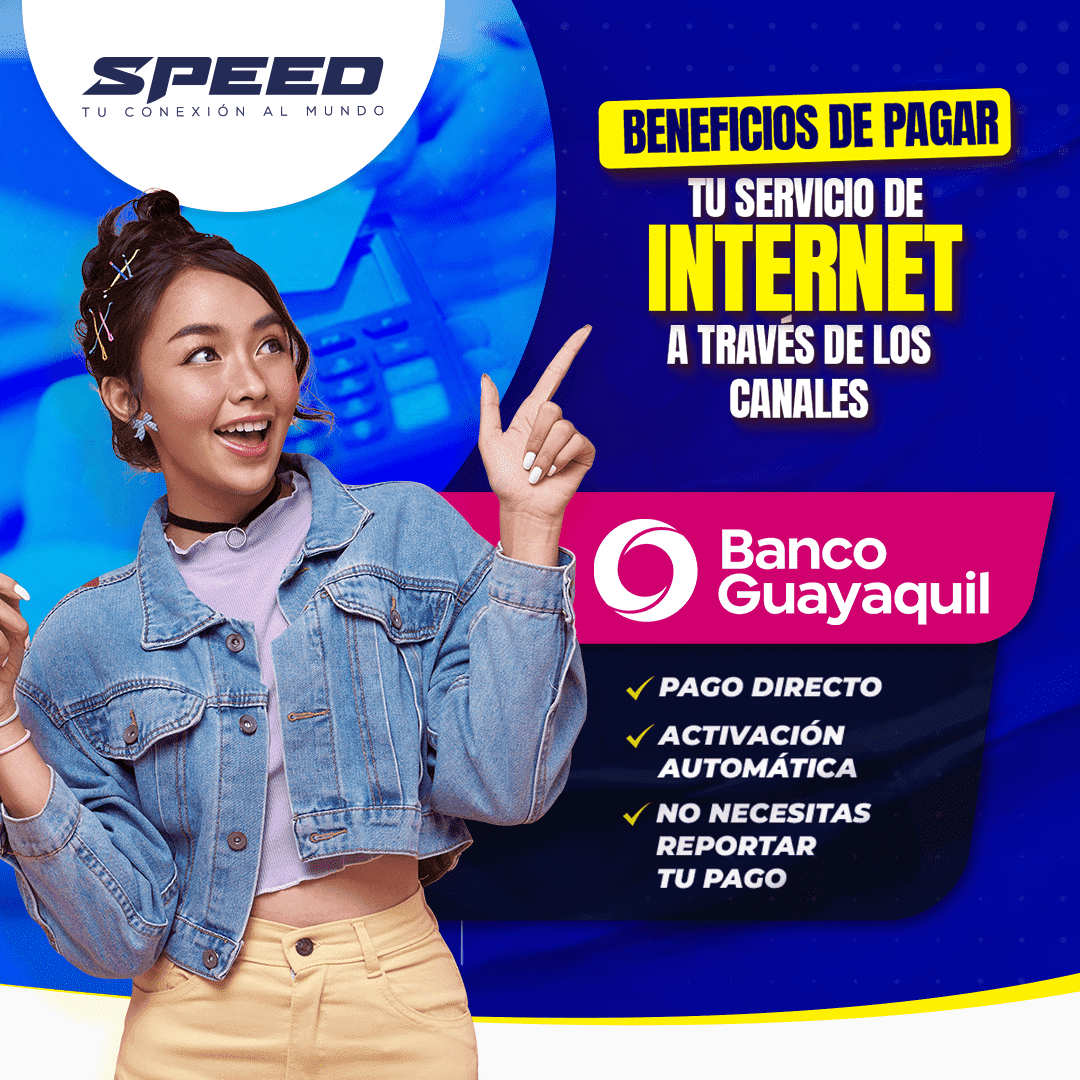 SPEED
TU CONEXIÓN AL MUNDO
BENEFICIOS DE PAGAR
TU SERVICIO DE
INTERNET
A TRAVÉS DE LOS
CANALES
Banco
Guayaquil
PAGO DIRECTO
ACTIVACIÓN
AUTOMÁTICA
NO NECESITAS
REPORTAR
TU PAGO